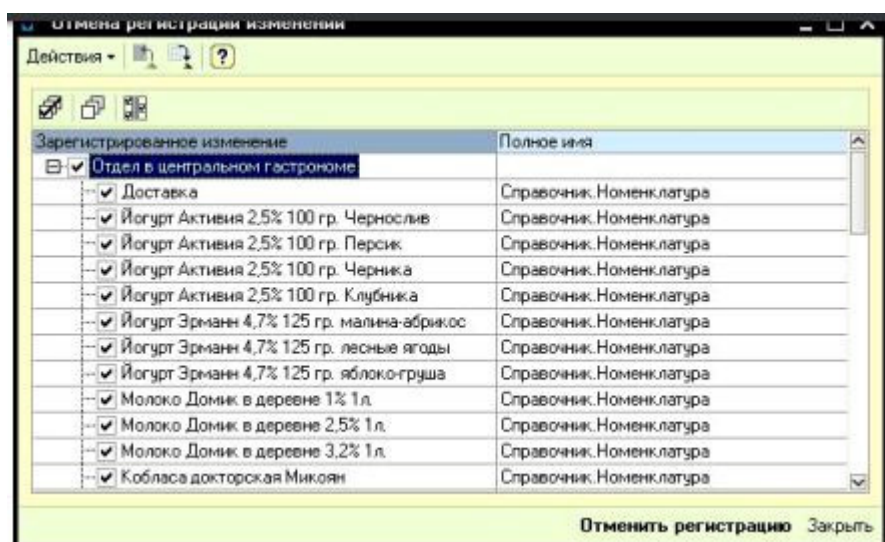 Отмена регистрации изменений
Действия
Зарегистрированное изменение Полное имя
Отдел в центральном гастрономе
Доставка Справочник.Номенклатура
Йогурт Активия 2,5% 100 гр. Чернослив Справочник.Номенклатура
Йогурт Активия 2,5% 100 гр. Персик Справочник.Номенклатура
Йогурт Активия 2,5% 100 гр. Черника Справочник.Номенклатура
Йогурт Активия 2,5% 100 гр. Клубника Справочник.Номенклатура
Йогурт Эрманн 4,7% 125 гр. малина-абрикос Справочник.Номенклатура
Йогурт Эрманн 4,7% 125 гр. лесные ягоды Справочник.Номенклатура
Йогурт Эрманн 4,7% 125 гр. яблоко-груша Справочник.Номенклатура
Молоко Домик в деревне 1% 1л. Справочник.Номенклатура
Молоко Домик в деревне 2,5% 1л. Справочник.Номенклатура
Молоко Домик в деревне 3,2% 1л. Справочник.Номенклатура
Кобласа докторская Микоян Справочник.Номенклатура
Отменить регистрацию Закрыть